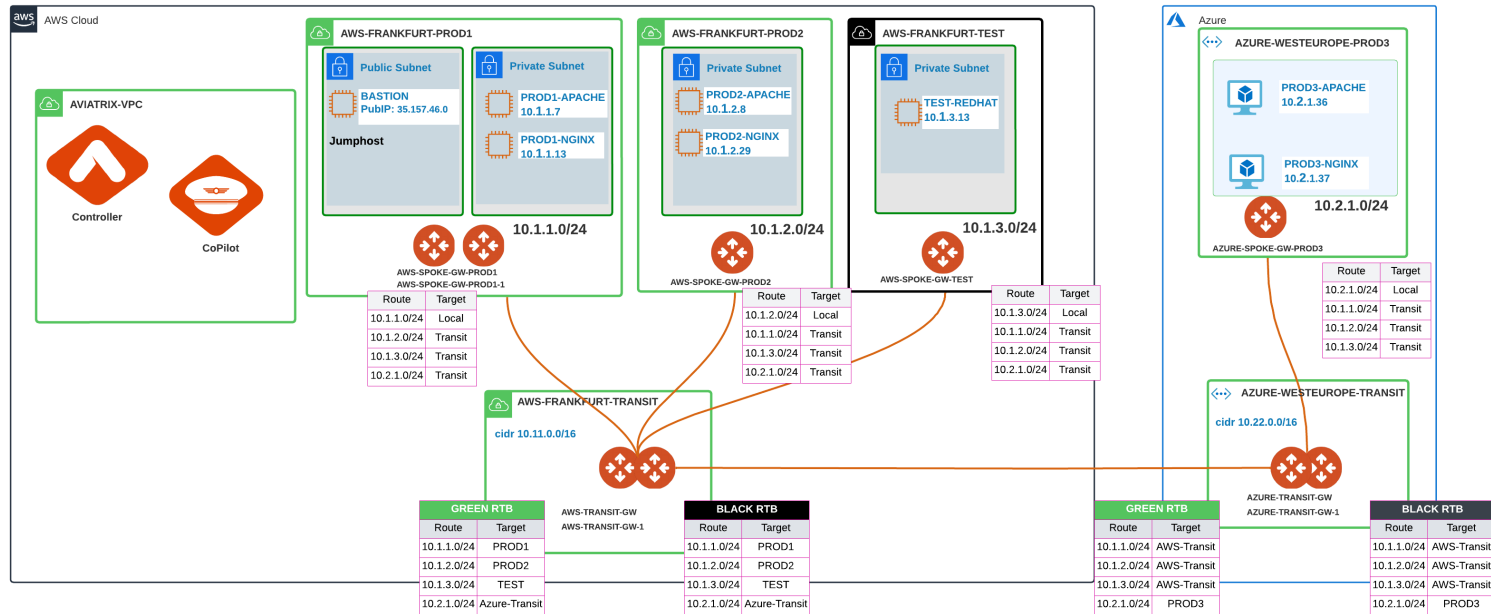 aws
AWS Cloud
AVIATRIX-VPC
Controller
CoPilot
AWS-FRANKFURT-PROD1
Public Subnet
BASTION
PubIP: 35.157.46.0
Jumphost
Private Subnet
PROD1-APACHE
10.1.1.7
PROD1-NGINX
10.1.1.13
10.1.1.0/24
AWS-SPOKE-GW-PROD1
AWS-SPOKE-GW-PROD1-1
Route Target
10.1.1.0/24 Local
10.1.2.0/24 Transit
10.1.3.0/24 Transit
10.2.1.0/24 Transit
AWS-FRANKFURT-PROD2
Private Subnet
PROD2-APACHE
10.1.2.8
PROD2-NGINX
10.1.2.29
10.1.2.0/24
AWS-SPOKE-GW-PROD2
Route Target
10.1.2.0/24 Local
10.1.1.0/24 Transit
10.1.3.0/24 Transit
10.2.1.0/24 Transit
AWS-FRANKFURT-TEST
Private Subnet
TEST-REDHAT
10.1.3.13
10.1.3.0/24
AWS-SPOKE-GW-TEST
Route Target
10.1.3.0/24 Local
10.1.1.0/24 Transit
10.1.2.0/24 Transit
10.2.1.0/24 Transit
Azure
AZURE-WESTEUROPE-PROD3
PROD3-APACHE
10.2.1.36
PROD3-NGINX
10.2.1.37
10.2.1.0/24
AZURE-SPOKE-GW-PROD3
Route Target
10.2.1.0/24 Local
10.1.1.0/24 Transit
10.1.2.0/24 Transit
10.1.3.0/24 Transit
AWS-FRANKFURT-TRANSIT
cidr 10.11.0.0/16
AWS-TRANSIT-GW
AWS-TRANSIT-GW-1
GREEN RTB
Route Target
10.1.1.0/24 PROD1
10.1.2.0/24 PROD2
10.1.3.0/24 TEST
10.2.1.0/24 Azure-Transit
BLACK RTB
Route Target
10.1.1.0/24 PROD1
10.1.2.0/24 PROD2
10.1.3.0/24 TEST
10.2.1.0/24 Azure-Transit
AZURE-WESTEUROPE-TRANSIT
cidr 10.22.0.0/16
AZURE-TRANSIT-GW
AZURE-TRANSIT-GW-1
GREEN RTB
Route Target
10.1.1.0/24 AWS-Transit
10.1.2.0/24 AWS-Transit
10.1.3.0/24 AWS-Transit
10.2.1.0/24 PROD3
BLACK RTB
Route Target
10.1.1.0/24 AWS-Transit
10.1.2.0/24 AWS-Transit
10.1.3.0/24 AWS-Transit
10.2.1.0/24 PROD3